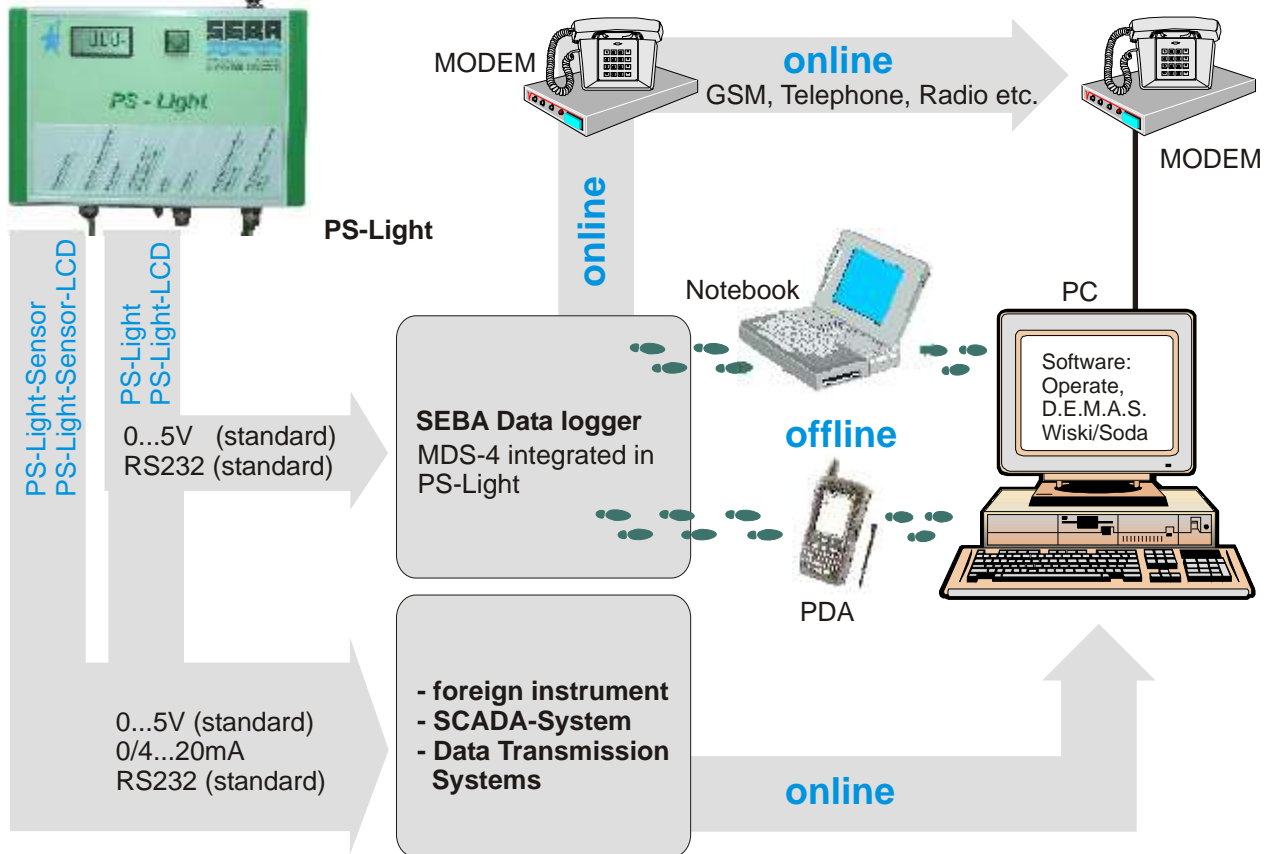 SEBA
PS - Light
PS-Light
PS-Light-Sensor
PS-Light-Sensor-LCD
PS-Light
PS-Light-LCD
MODEM
online
GSM, Telephone, Radio etc.
MODEM
online
Notebook
PC
Software:
Operate,
D.E.M.A.S.
Wiski/Soda
0...5V (standard)
RS232 (standard)
SEBA Data logger
MDS-4 integrated in
PS-Light
offline
PDA
0...5V (standard)
0/4...20mA
RS232 (standard)
- foreign instrument
- SCADA-System
- Data Transmission
Systems
online